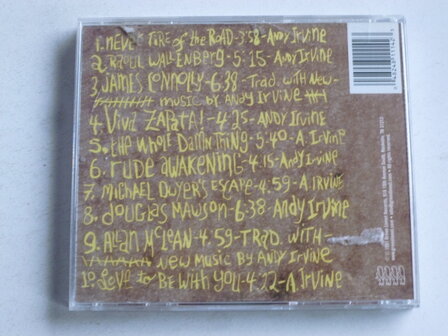 1. NEVER TIRE of the ROAD-3:58-ANDY IRVINE
2. RAOUL WALLENBERG-5:15-ANDY IRVINE
3. JAMES CONNOLLY-6.38-TRAD. WITH NEW-
MUSIC BY ANDY IRVINE
4. VIVA ZAPATA!-4.25-ANDY IRVINE
5. the WHOLE DAMN THING-5.40-A. IRVINE
6. RUDE AWAKENING-4.15-ANDY IRVINE
7. MICHAEL DWYER'S ESCAPE-4.59-A. IRVINE
8. DOUGLAS MAWSON-6.38-ANDY IRVINE
9. ALAN McLEAN-4.59-TRAD. WITH-
NEW MUSIC BY ANDY IRVINE
10. LOVE TO BE WITH YOU-4.22-A. IRVINE